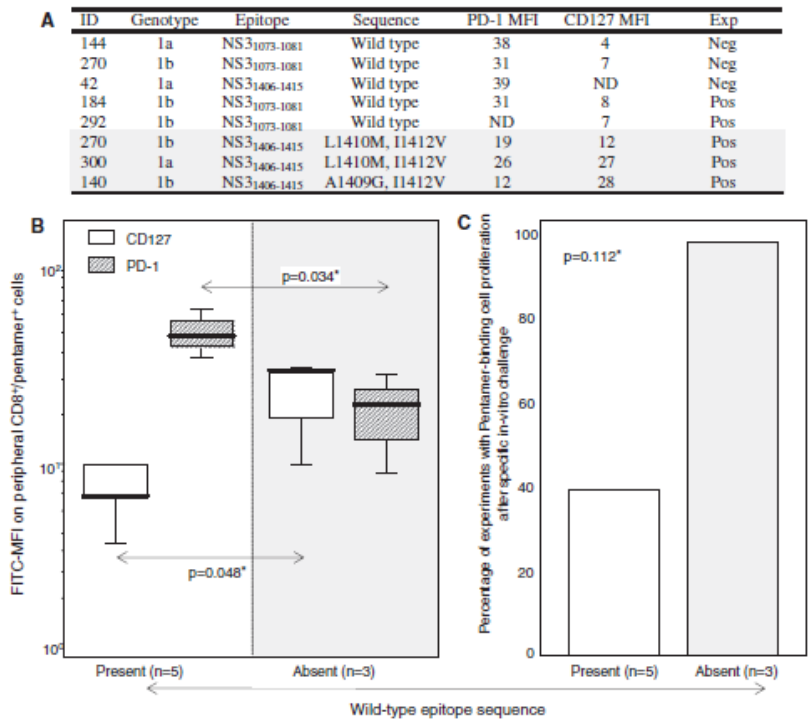 A ID Genotype Epitope Sequence PD-1 MFI CD127 MFI Exp
144 1a NS3₁₀₇₃₋₁₀₈₁ Wild type 38 4 Neg
270 1b NS3₁₀₇₃₋₁₀₈₁ Wild type 31 7 Neg
42 1a NS3₁₄₀₆₋₁₄₁₅ Wild type 39 ND Neg
184 1b NS3₁₀₇₃₋₁₀₈₁ Wild type 31 8 Pos
292 1b NS3₁₀₇₃₋₁₀₈₁ Wild type ND 7 Pos
270 1b NS3₁₄₀₆₋₁₄₁₅ L1410M, I1412V 19 12 Pos
300 1a NS3₁₄₀₆₋₁₄₁₅ L1410M, I1412V 26 27 Pos
140 1b NS3₁₄₀₆₋₁₄₁₅ A1409G, I1412V 12 28 Pos
B
CD127
PD-1
p=0.034*
p=0.048*
10²
10¹
10⁰
FITC-MFI on peripheral CD8⁺/pentamer⁺ cells
Present (n=5) Absent (n=3)
C
p=0.112*
100
80
60
40
20
0
Percentage of experiments with Pentamer-binding cell proliferation
after specific in-vitro challenge
Present (n=5) Absent (n=3)
Wild-type epitope sequence